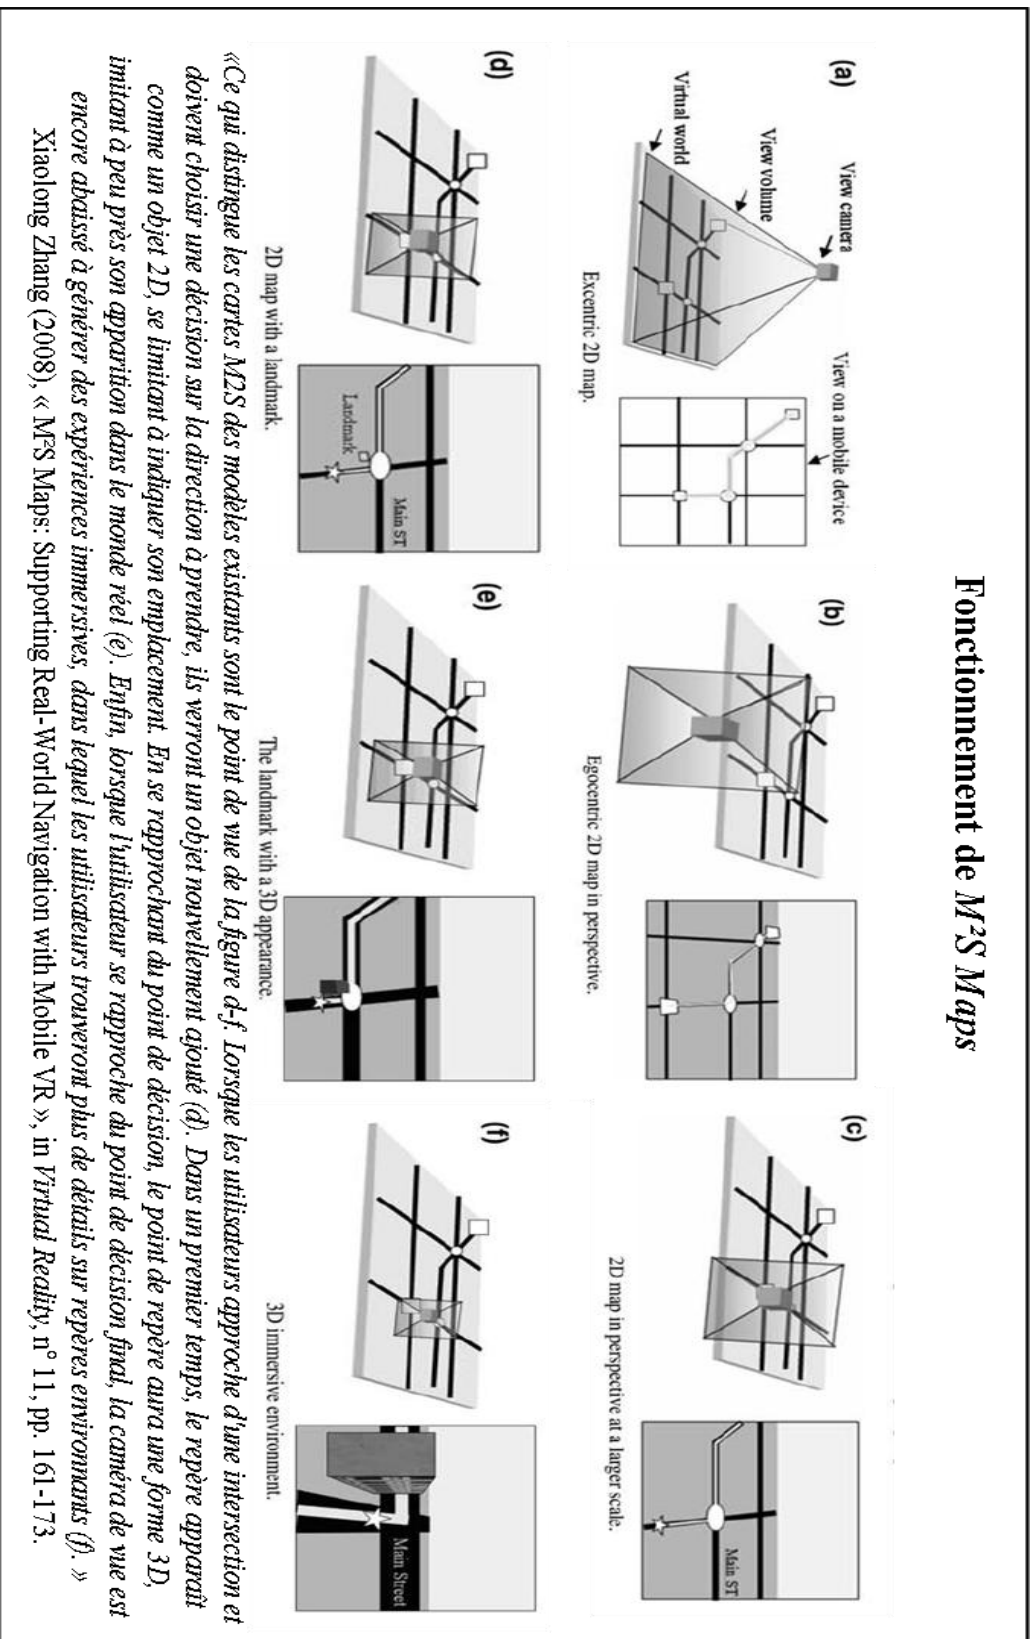 Fonctionnement de M²S Maps
(a)
View camera
View volume
Virtual world
View on a mobile device
Excentric 2D map.
(b)
Egocentric 2D map in perspective.
(c)
Main ST
2D map in perspective at a larger scale.
(d)
Main ST
Landmark
2D map with a landmark.
(e)
The landmark with a 3D appearance.
(f)
Main Street
3D immersive environment.
«Ce qui distingue les cartes M2S des modèles existants sont le point de vue de la figure d-f. Lorsque les utilisateurs approche d'une intersection et
doivent choisir une décision sur la direction à prendre, ils verront un objet nouvellement ajouté (d). Dans un premier temps, le repère apparaît
comme un objet 2D, se limitant à indiquer son emplacement. En se rapprochant du point de décision, le point de repère aura une forme 3D,
imitant à peu près son apparition dans le monde réel (e). Enfin, lorsque l'utilisateur se rapproche du point de décision final, la caméra de vue est
encore abaissé à générer des expériences immersives, dans lequel les utilisateurs trouveront plus de détails sur repères environnants (f). »
Xiaolong Zhang (2008), « M²S Maps: Supporting Real-World Navigation with Mobile VR », in Virtual Reality, n° 11, pp. 161-173.